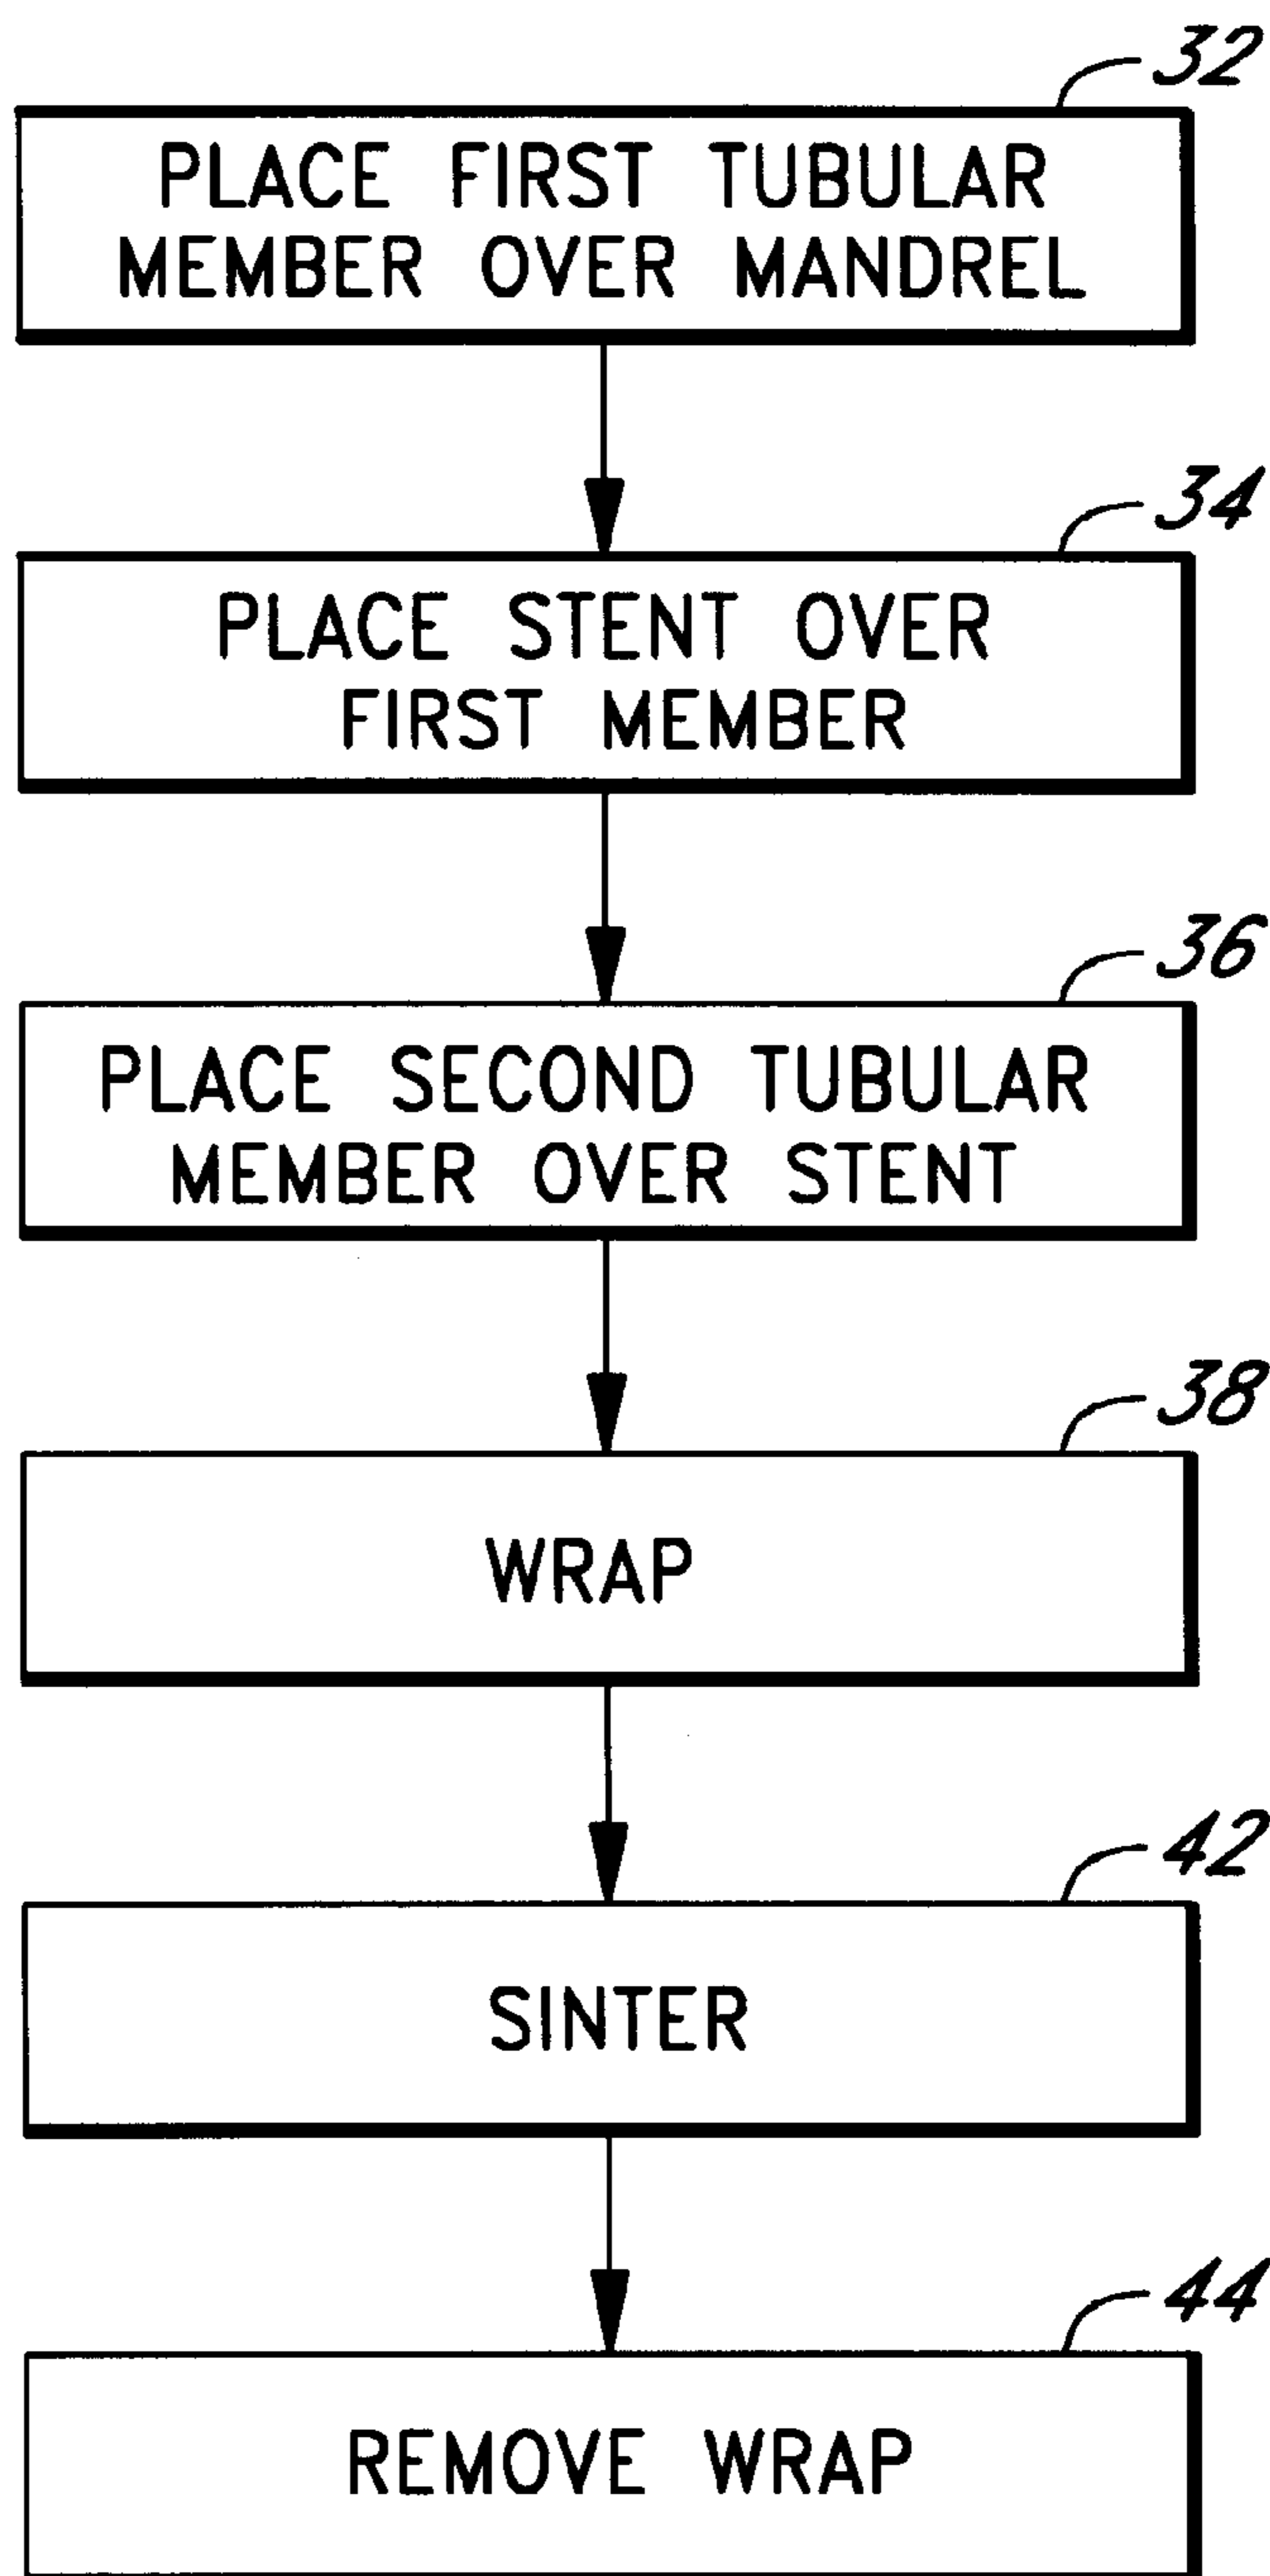 32
PLACE FIRST TUBULAR
MEMBER OVER MANDREL
34
PLACE STENT OVER
FIRST MEMBER
36
PLACE SECOND TUBULAR
MEMBER OVER STENT
38
WRAP
42
SINTER
44
REMOVE WRAP